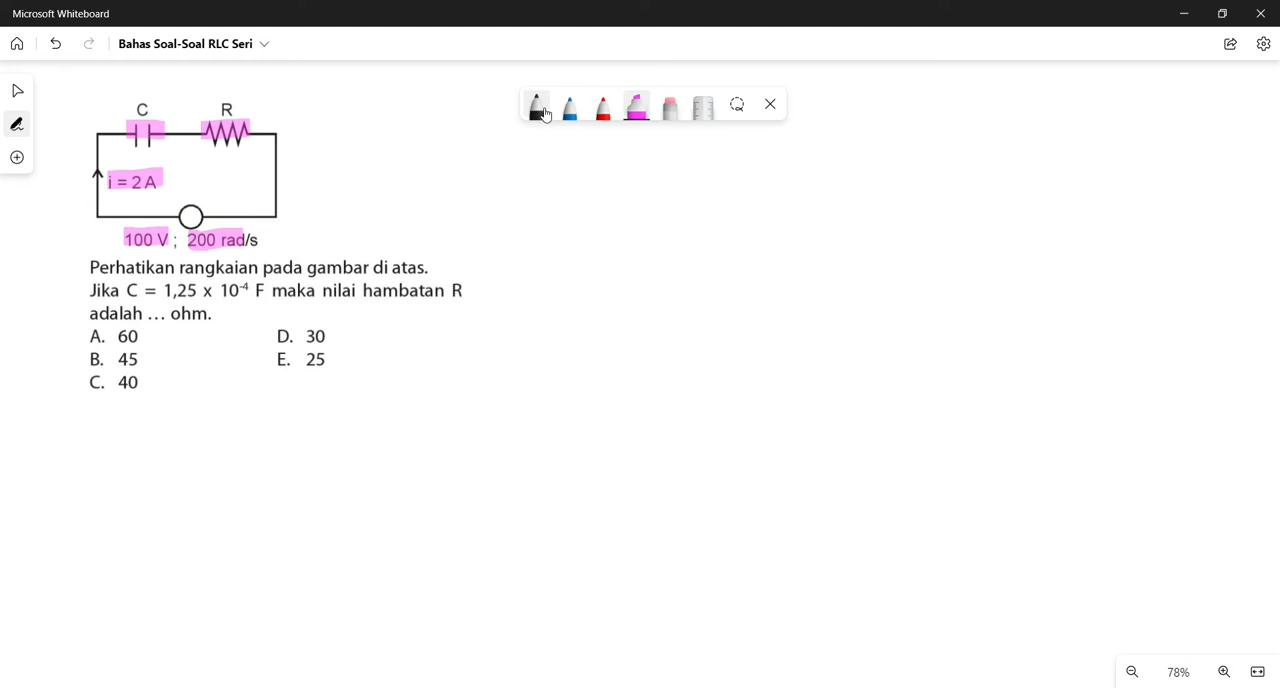 Microsoft Whiteboard
Bahas Soal-Soal RLC Seri
C R
i = 2 A
100 V ; 200 rad/s
Perhatikan rangkaian pada gambar di atas.
Jika C = 1,25 x 10⁻⁴ F maka nilai hambatan R
adalah … ohm.
A. 60 D. 30
B. 45 E. 25
C. 40
78%